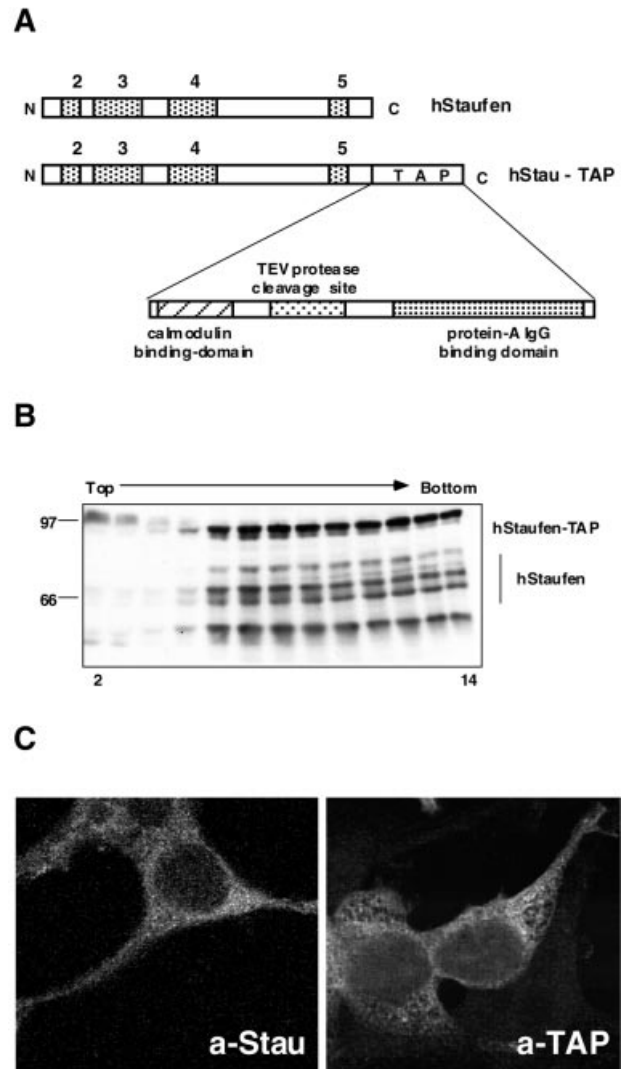 A
2 3 4 5
N C hStaufen
2 3 4 5
N T A P C hStau - TAP
TEV protease
cleavage site
calmodulin
binding-domain
protein-A IgG
binding domain
B
Top Bottom
97 hStaufen-TAP
hStaufen
66
2 14
C
a-Stau a-TAP